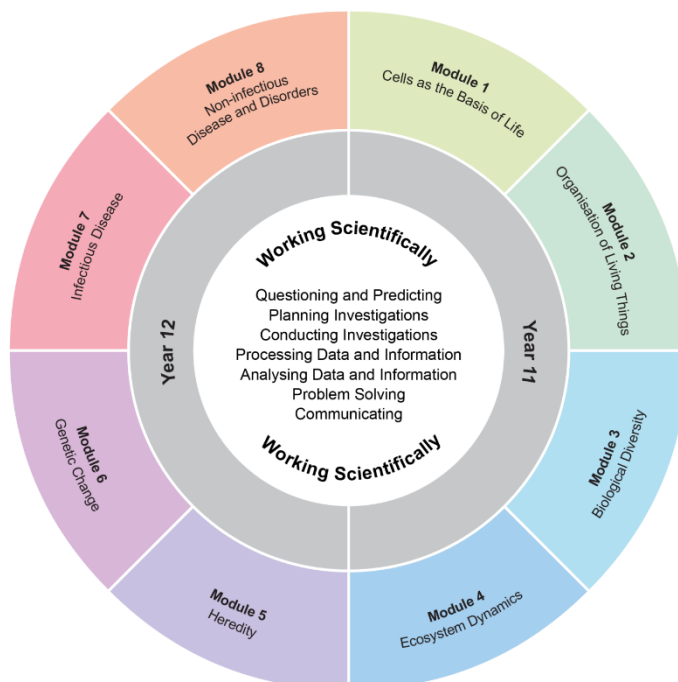 Module 1
Cells as the Basis of Life
Module 2
Organisation of Living Things
Module 3
Biological Diversity
Module 4
Ecosystem Dynamics
Module 5
Heredity
Module 6
Genetic Change
Module 7
Infectious Disease
Module 8
Non-infectious
Disease and Disorders
Year 11
Year 12
Working Scientifically
Questioning and Predicting
Planning Investigations
Conducting Investigations
Processing Data and Information
Analysing Data and Information
Problem Solving
Communicating
Working Scientifically